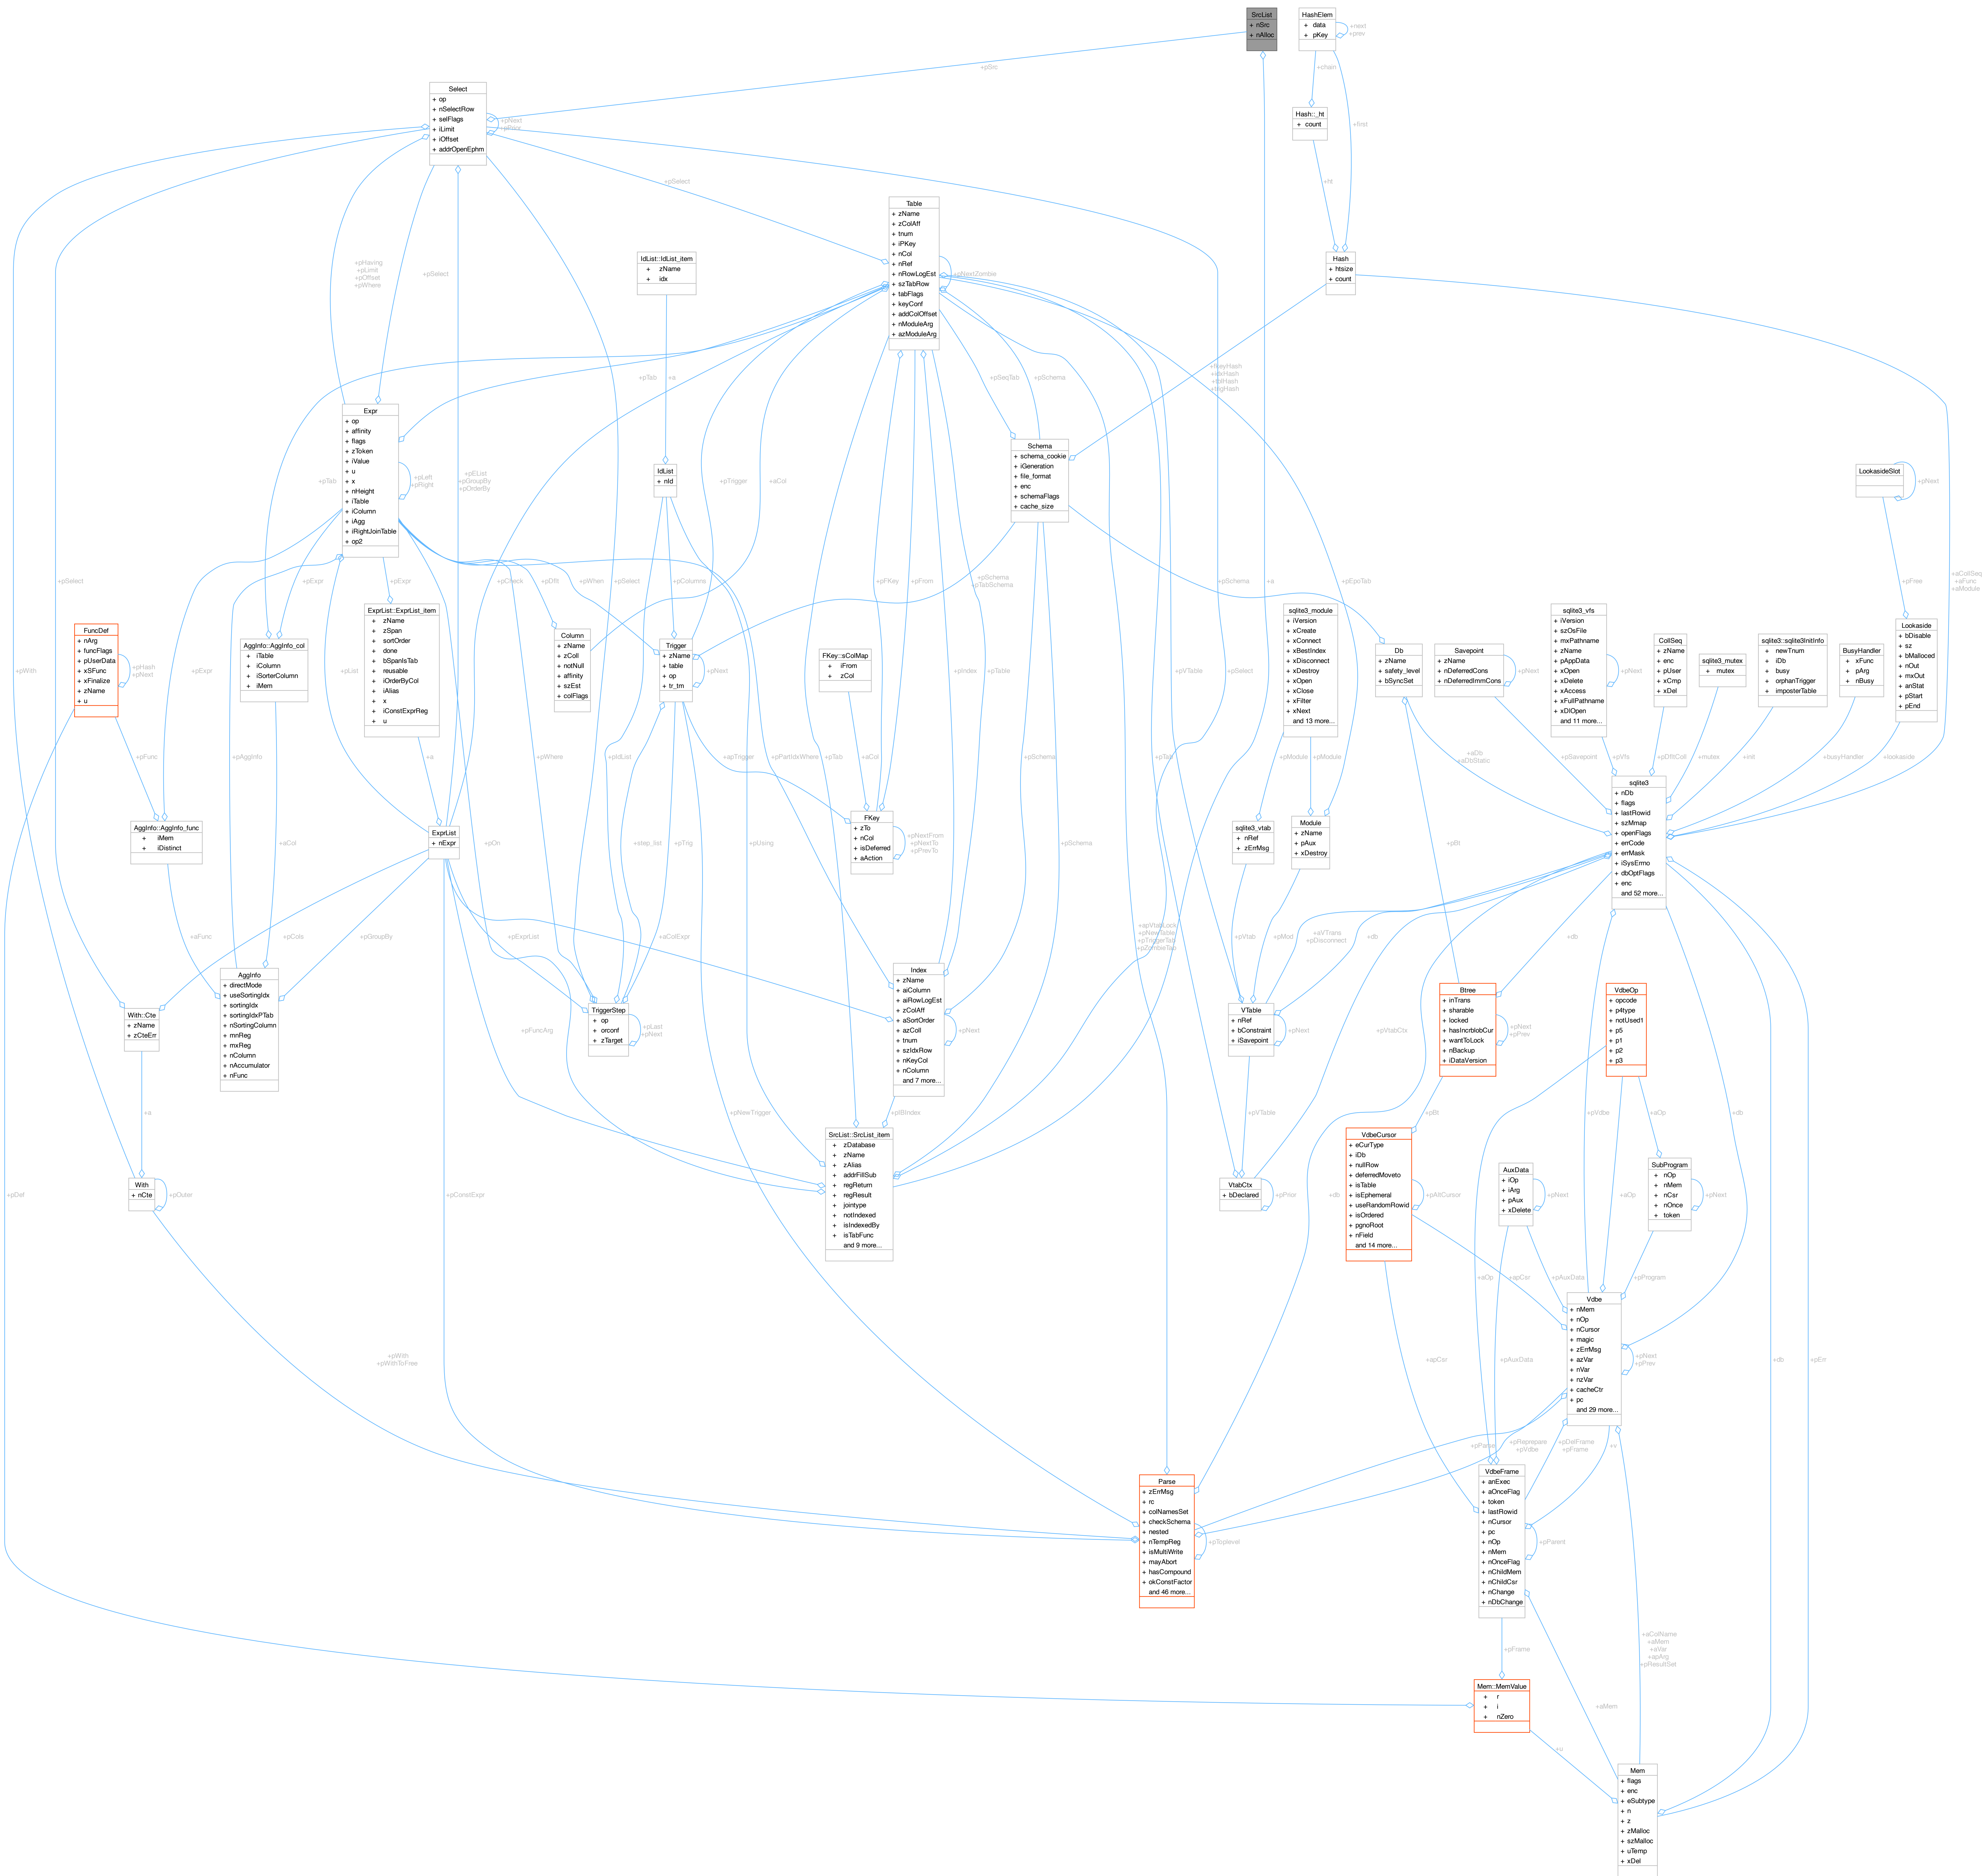 SrcList
+ nSrc
+ nAlloc
HashElem
+ data
+ pKey
+next
+prev
+pSrc
+chain
Select
+ op
+ nSelectRow
+ selFlags
+ iLimit
+ iOffset
+ addrOpenEphm
+pNext
+pPrior
Hash::_ht
+ count
+first
+ht
+pSelect
Table
+ zName
+ zColAff
+ tnum
+ iPKey
+ nCol
+ nRef
+ nRowLogEst
+ szTabRow
+ tabFlags
+ keyConf
+ addColOffset
+ nModuleArg
+ azModuleArg
+pNextZombie
IdList::IdList_item
+ zName
+ idx
Hash
+ htsize
+ count
+pHaving
+pLimit
+pOffset
+pWhere
+pSelect
+pTab
+a
+pSeqTab
+pSchema
+fkeyHash
+idxHash
+tblHash
+trigHash
Expr
+ op
+ affinity
+ flags
+ zToken
+ iValue
+ u
+ x
+ nHeight
+ iTable
+ iColumn
+ iAgg
+ iRightJoinTable
+ op2
+pLeft
+pRight
+pTab
+pEList
+pGroupBy
+pOrderBy
IdList
+ nId
+pTrigger
+aCol
Schema
+ schema_cookie
+ iGeneration
+ file_format
+ enc
+ schemaFlags
+ cache_size
LookasideSlot
+pNext
+pSelect
+pExpr
+pExpr
+pCheck
+pDflt
+pWhen
+pSelect
+pColumns
+pFKey
+pFrom
+pSchema
+pTabSchema
+pSchema
+a
+pEpoTab
+pFree
+aCollSeq
+aFunc
+aModule
FuncDef
+ nArg
+ funcFlags
+ pUserData
+ xSFunc
+ xFinalize
+ zName
+ u
+pHash
+pNext
AggInfo::AggInfo_col
+ iTable
+ iColumn
+ iSorterColumn
+ iMem
ExprList::ExprList_item
+ zName
+ zSpan
+ sortOrder
+ done
+ bSpanIsTab
+ reusable
+ iOrderByCol
+ iAlias
+ x
+ iConstExprReg
+ u
Column
+ zName
+ zColl
+ notNull
+ affinity
+ szEst
+ colFlags
Trigger
+ zName
+ table
+ op
+ tr_tm
+pNext
FKey::sColMap
+ iFrom
+ zCol
sqlite3_module
+ iVersion
+ xCreate
+ xConnect
+ xBestIndex
+ xDisconnect
+ xDestroy
+ xOpen
+ xClose
+ xFilter
+ xNext
and 13 more...
Db
+ zName
+ safety_level
+ bSyncSet
Savepoint
+ zName
+ nDeferredCons
+ nDeferredImmCons
+pNext
sqlite3_vfs
+ iVersion
+ szOsFile
+ mxPathname
+ zName
+ pAppData
+ xOpen
+ xDelete
+ xAccess
+ xFullPathname
+ xDlOpen
and 11 more...
+pNext
CollSeq
+ zName
+ enc
+ pUser
+ xCmp
+ xDel
sqlite3_mutex
+ mutex
sqlite3::sqlite3InitInfo
+ newTnum
+ iDb
+ busy
+ orphanTrigger
+ imposterTable
BusyHandler
+ xFunc
+ pArg
+ nBusy
Lookaside
+ bDisable
+ sz
+ bMalloced
+ nOut
+ mxOut
+ anStat
+ pStart
+ pEnd
+pWith
+pExpr
+pList
+pIndex
+pTable
+pVTable
+pSelect
+pFunc
+pAggInfo
+a
+pWhere
+pIdList
+apTrigger
+pPartIdxWhere
+pTab
+aCol
+pSchema
+pTab
+pModule
+pModule
+aDb
+aDbStatic
+pSavepoint
+pVfs
+pDfltColl
+mutex
+init
+busyHandler
+lookaside
AggInfo::AggInfo_func
+ iMem
+ iDistinct
ExprList
+ nExpr
FKey
+ zTo
+ nCol
+ isDeferred
+ aAction
+pNextFrom
+pNextTo
+pPrevTo
sqlite3_vtab
+ nRef
+ zErrMsg
Module
+ zName
+ pAux
+ xDestroy
sqlite3
+ nDb
+ flags
+ lastRowid
+ szMmap
+ openFlags
+ errCode
+ errMask
+ iSysErrno
+ dbOptFlags
+ enc
and 52 more...
+aCol
+pOn
+step_list
+pTrig
+pUsing
+pSchema
+pBt
+aFunc
+pCols
+pGroupBy
+pExprList
+aColExpr
+apVtabLock
+pNewTable
+pTriggerTab
+pZombieTab
+pVtab
+pMod
+aVTrans
+pDisconnect
+db
+db
AggInfo
+ directMode
+ useSortingIdx
+ sortingIdx
+ sortingIdxPTab
+ nSortingColumn
+ mnReg
+ mxReg
+ nColumn
+ nAccumulator
+ nFunc
With::Cte
+ zName
+ zCteErr
TriggerStep
+ op
+ orconf
+ zTarget
+pLast
+pNext
Index
+ zName
+ aiColumn
+ aiRowLogEst
+ zColAff
+ aSortOrder
+ azColl
+ tnum
+ szIdxRow
+ nKeyCol
+ nColumn
and 7 more...
+pNext
VTable
+ nRef
+ bConstraint
+ iSavepoint
+pNext
Btree
+ inTrans
+ sharable
+ locked
+ hasIncrblobCur
+ wantToLock
+ nBackup
+ iDataVersion
+pNext
+pPrev
VdbeOp
+ opcode
+ p4type
+ notUsed1
+ p5
+ p1
+ p2
+ p3
+pFuncArg
+pVtabCtx
+a
+pNewTrigger
+pIBIndex
+pVTable
+pBt
+pVdbe
+aOp
+db
SrcList::SrcList_item
+ zDatabase
+ zName
+ zAlias
+ addrFillSub
+ regReturn
+ regResult
+ jointype
+ notIndexed
+ isIndexedBy
+ isTabFunc
and 9 more...
VdbeCursor
+ eCurType
+ iDb
+ nullRow
+ deferredMoveto
+ isTable
+ isEphemeral
+ useRandomRowid
+ isOrdered
+ pgnoRoot
+ nField
and 14 more...
+pAltCursor
AuxData
+ iOp
+ iArg
+ pAux
+ xDelete
+pNext
SubProgram
+ nOp
+ nMem
+ nCsr
+ nOnce
+ token
+pNext
With
+ nCte
+pOuter
VtabCtx
+ bDeclared
+pPrior
+pDef
+pConstExpr
+db
+aOp
+aOp
+apCsr
+pAuxData
+pProgram
Vdbe
+ nMem
+ nOp
+ nCursor
+ magic
+ zErrMsg
+ azVar
+ nVar
+ nzVar
+ cacheCtr
+ pc
and 29 more...
+pNext
+pPrev
+pWith
+pWithToFree
+apCsr
+pAuxData
+db
+pErr
+pParse
+pReprepare
+pVdbe
+pDelFrame
+pFrame
+v
Parse
+ zErrMsg
+ rc
+ colNamesSet
+ checkSchema
+ nested
+ nTempReg
+ isMultiWrite
+ mayAbort
+ hasCompound
+ okConstFactor
and 46 more...
+pToplevel
VdbeFrame
+ anExec
+ aOnceFlag
+ token
+ lastRowid
+ nCursor
+ pc
+ nOp
+ nMem
+ nOnceFlag
+ nChildMem
+ nChildCsr
+ nChange
+ nDbChange
+pParent
+aColName
+aMem
+aVar
+apArg
+pResultSet
+pFrame
Mem::MemValue
+ r
+ i
+ nZero
+aMem
+u
Mem
+ flags
+ enc
+ eSubtype
+ n
+ z
+ zMalloc
+ szMalloc
+ uTemp
+ xDel